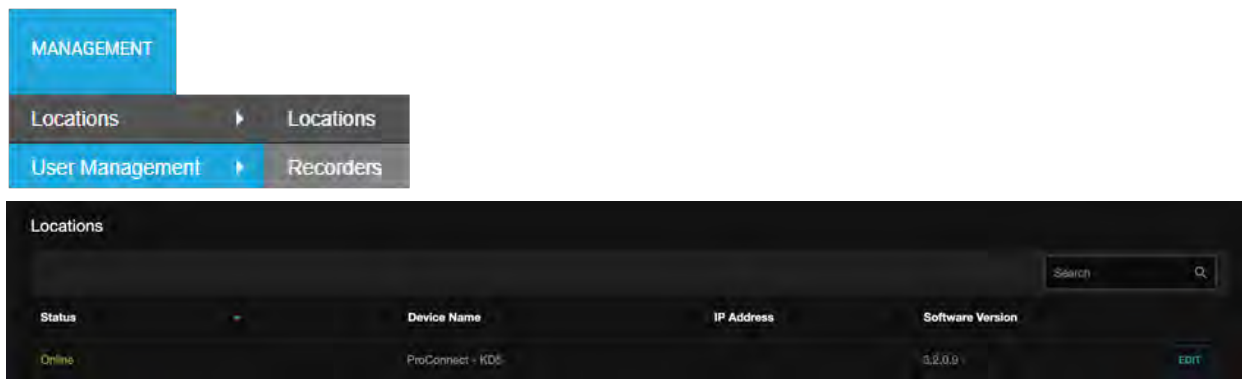 MANAGEMENT
Locations Locations
User Management Recorders
Locations
Search
Status Device Name IP Address Software Version
Online ProConnect - KD5 3.2.0.9 EDIT